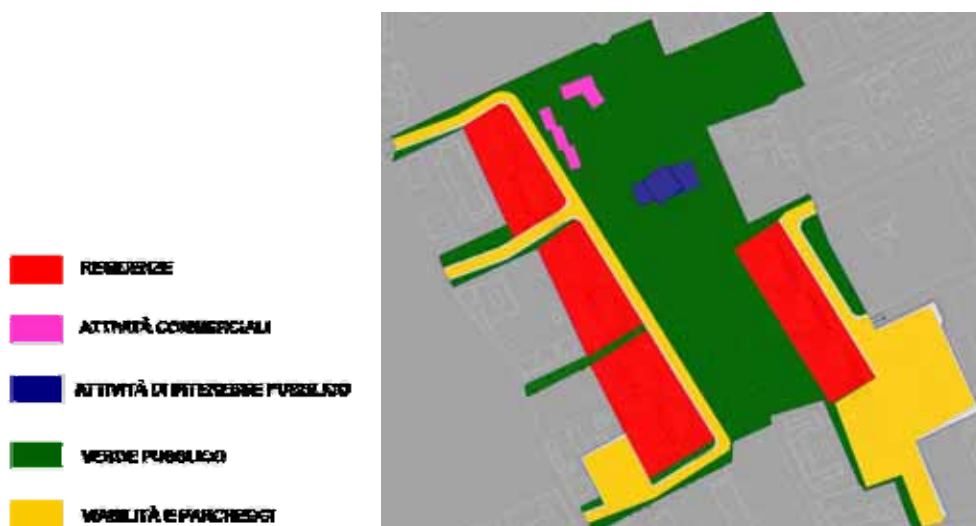 RESIDENZE
ATTIVITÀ COMMERCIALI
ATTIVITÀ DI INTERESSE PUBBLICO
VERDE PUBBLICO
VIABILITÀ E PARCHEGGI